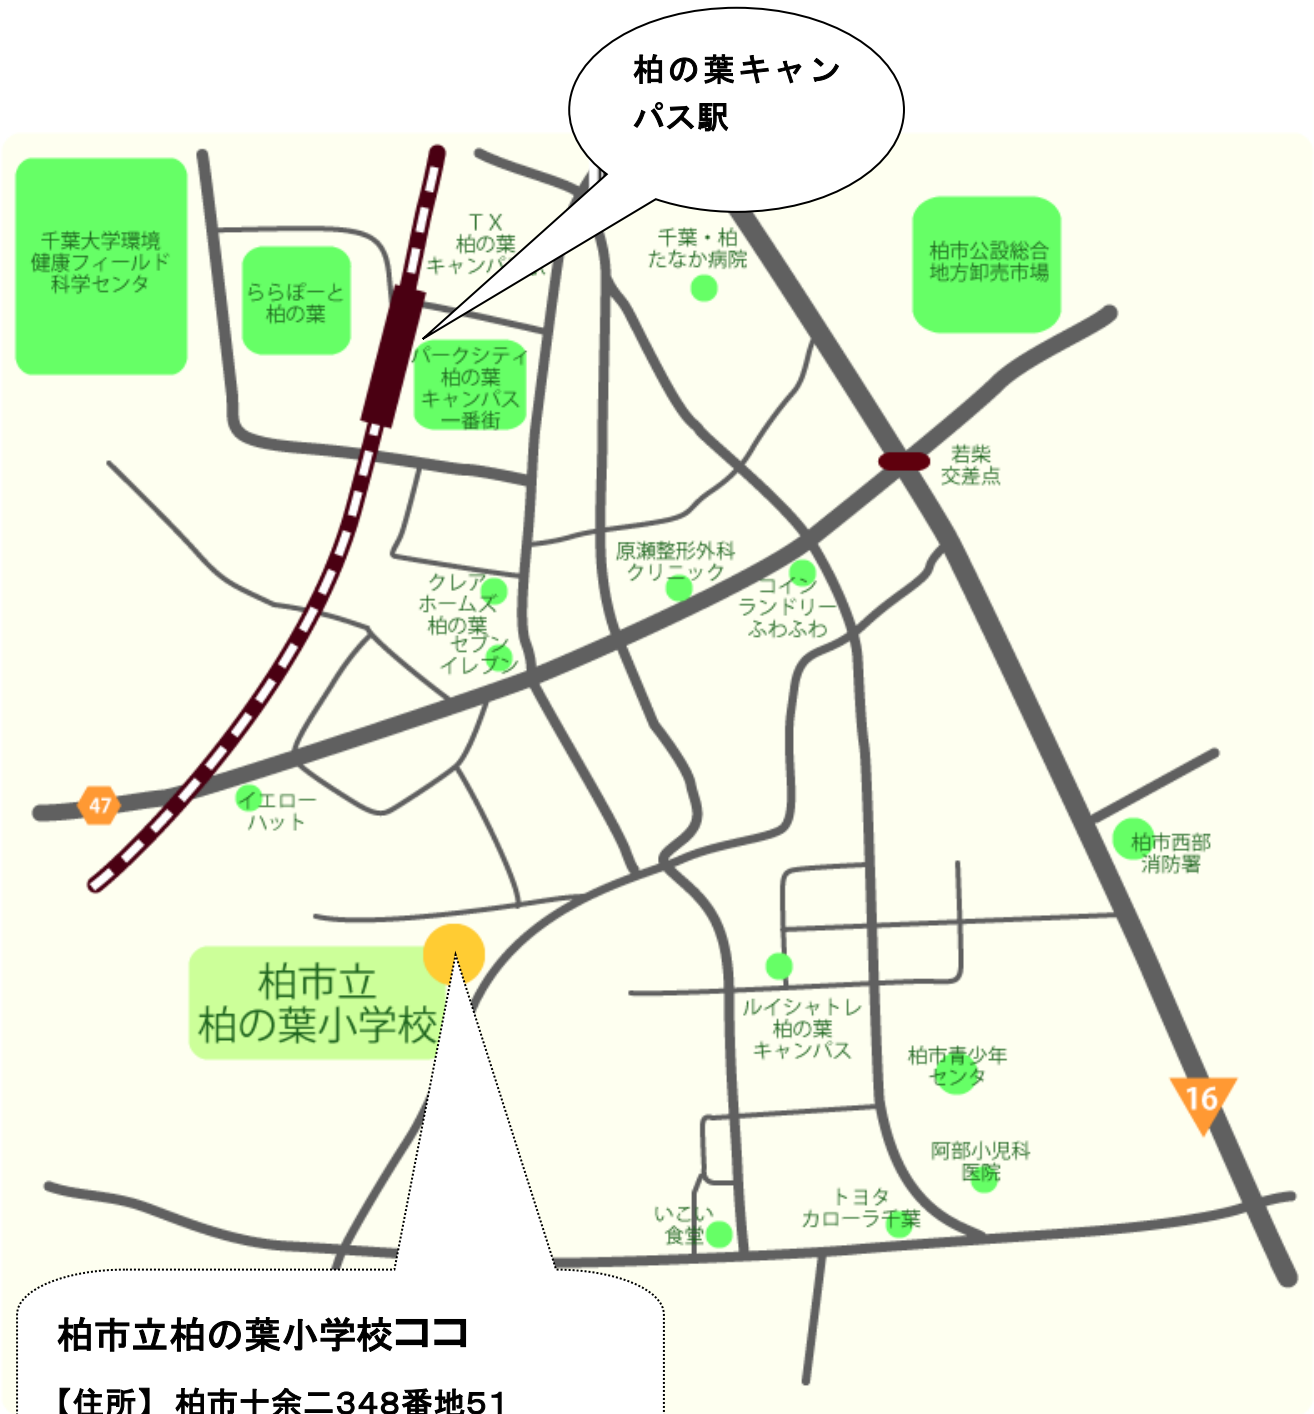 柏の葉キャン
パス駅
千葉大学環境
健康フィールド
科学センタ
ららぽーと
柏の葉
ＴＸ
柏の葉
キャンパ
千葉・柏
たなか病院
柏市公設総合
地方卸売市場
パークシティ
柏の葉
キャンパス
一番街
若柴
交差点
原瀬整形外科
クリニック
コイン
ランドリー
ふわふわ
クレア
ホームズ
柏の葉
セブン
イレブン
47
イエロー
ハット
柏市西部
消防署
柏市立
柏の葉小学校
ルイシャトレ
柏の葉
キャンパス
柏市青少年
センタ
16
阿部小児科
医院
いこい
食堂
トヨタ
カローラ千葉
柏市立柏の葉小学校ココ
【住所】 柏市十余二348番地51